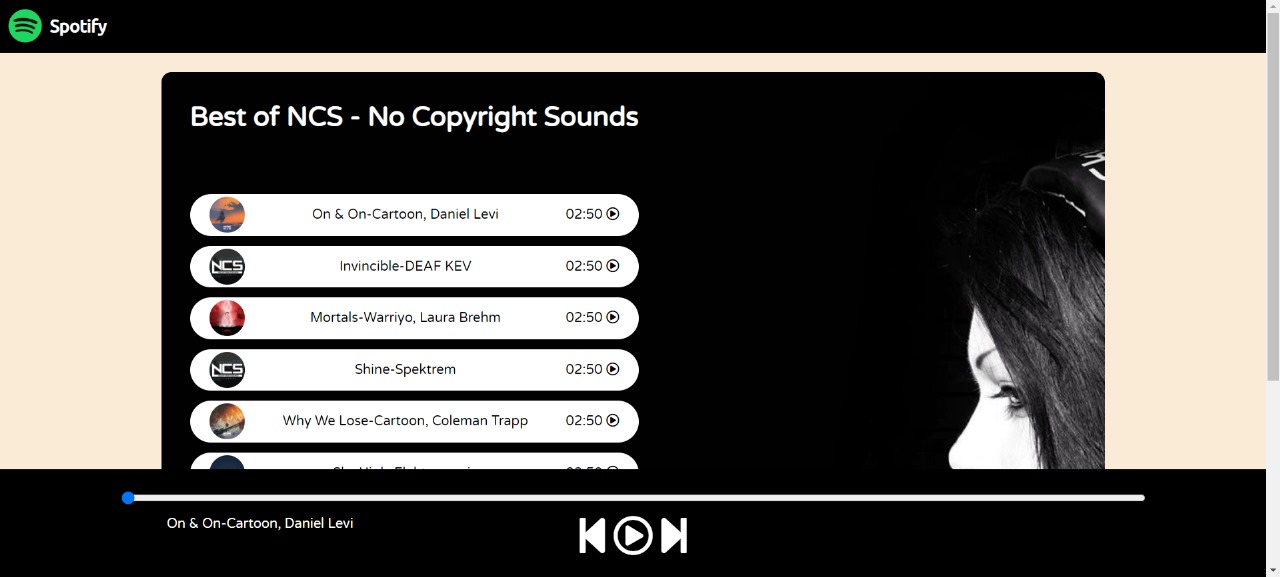 Spotify
Best of NCS - No Copyright Sounds
On & On-Cartoon, Daniel Levi 02:50
NCS
Invincible-DEAF KEV 02:50
Mortals-Warriyo, Laura Brehm 02:50
NCS
Shine-Spektrem 02:50
Why We Lose-Cartoon, Coleman Trapp 02:50
On & On-Cartoon, Daniel Levi